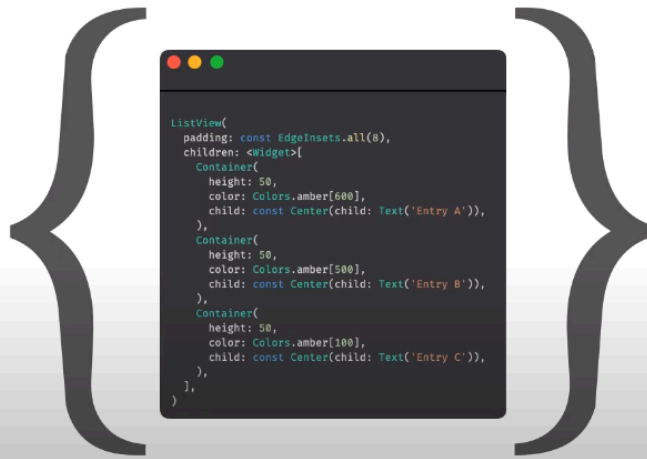 ListView(
  padding: const EdgeInsets.all(8),
  children: <Widget>[
    Container(
      height: 50,
      color: Colors.amber[600],
      child: const Center(child: Text('Entry A')),
    ),
    Container(
      height: 50,
      color: Colors.amber[500],
      child: const Center(child: Text('Entry B')),
    ),
    Container(
      height: 50,
      color: Colors.amber[100],
      child: const Center(child: Text('Entry C')),
    ),
  ],
)